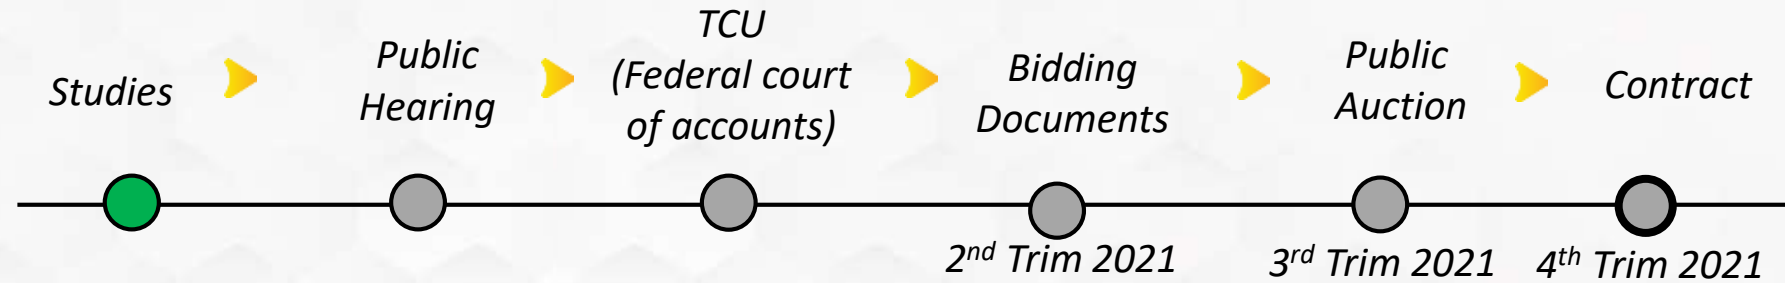 Studies
Public
Hearing
TCU
(Federal court
of accounts)
Bidding
Documents
Public
Auction
Contract
2nd Trim 2021
3rd Trim 2021
4th Trim 2021